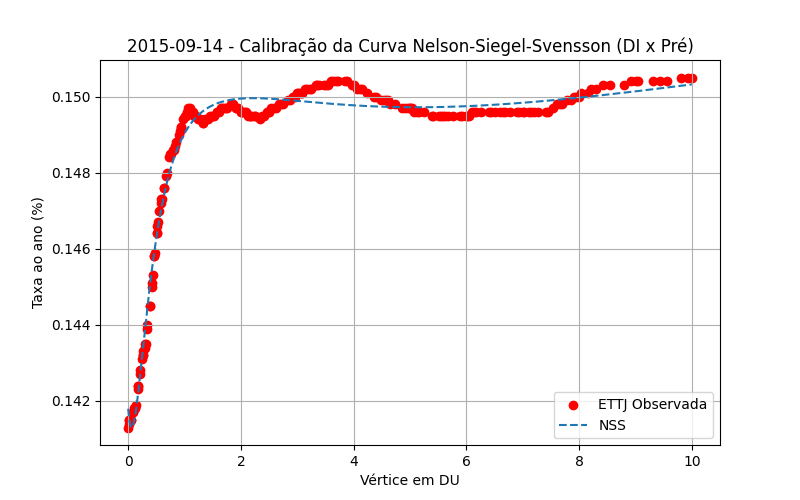 2015-09-14 - Calibração da Curva Nelson-Siegel-Svensson (DI x Pré)
Taxa ao ano (%)
0.150
0.148
0.146
0.144
0.142
ETTJ Observada
NSS
0 2 4 6 8 10
Vértice em DU